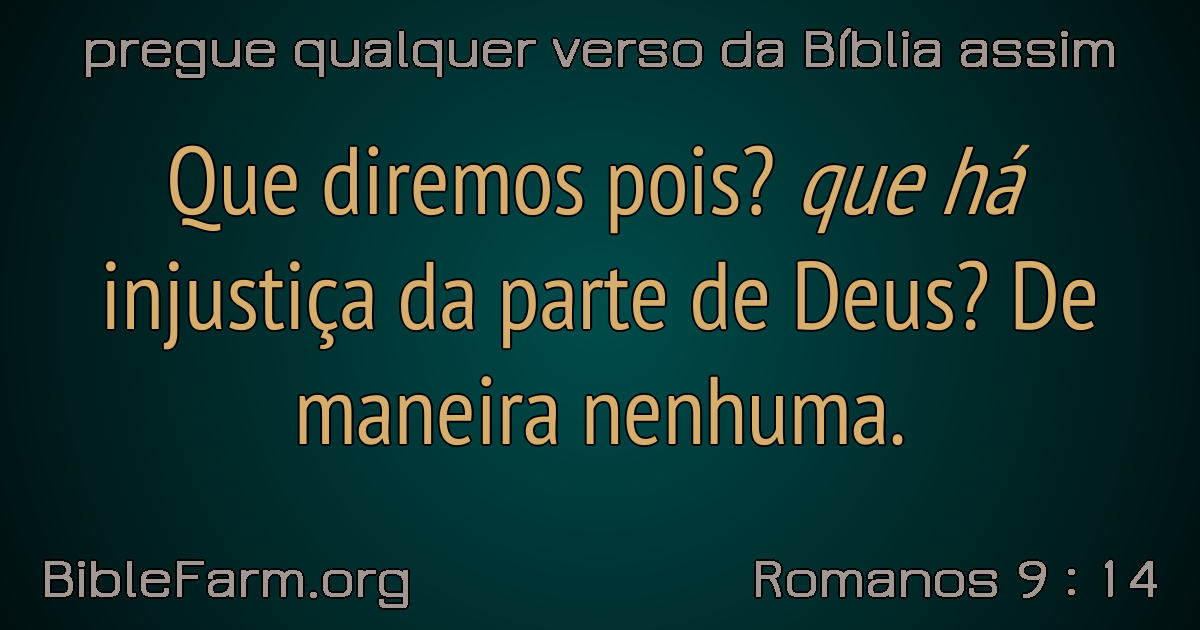 pregue qualquer verso da Bíblia assim
Que diremos pois? que há
injustiça da parte de Deus? De
maneira nenhuma.
BibleFarm.org
Romanos 9 : 14